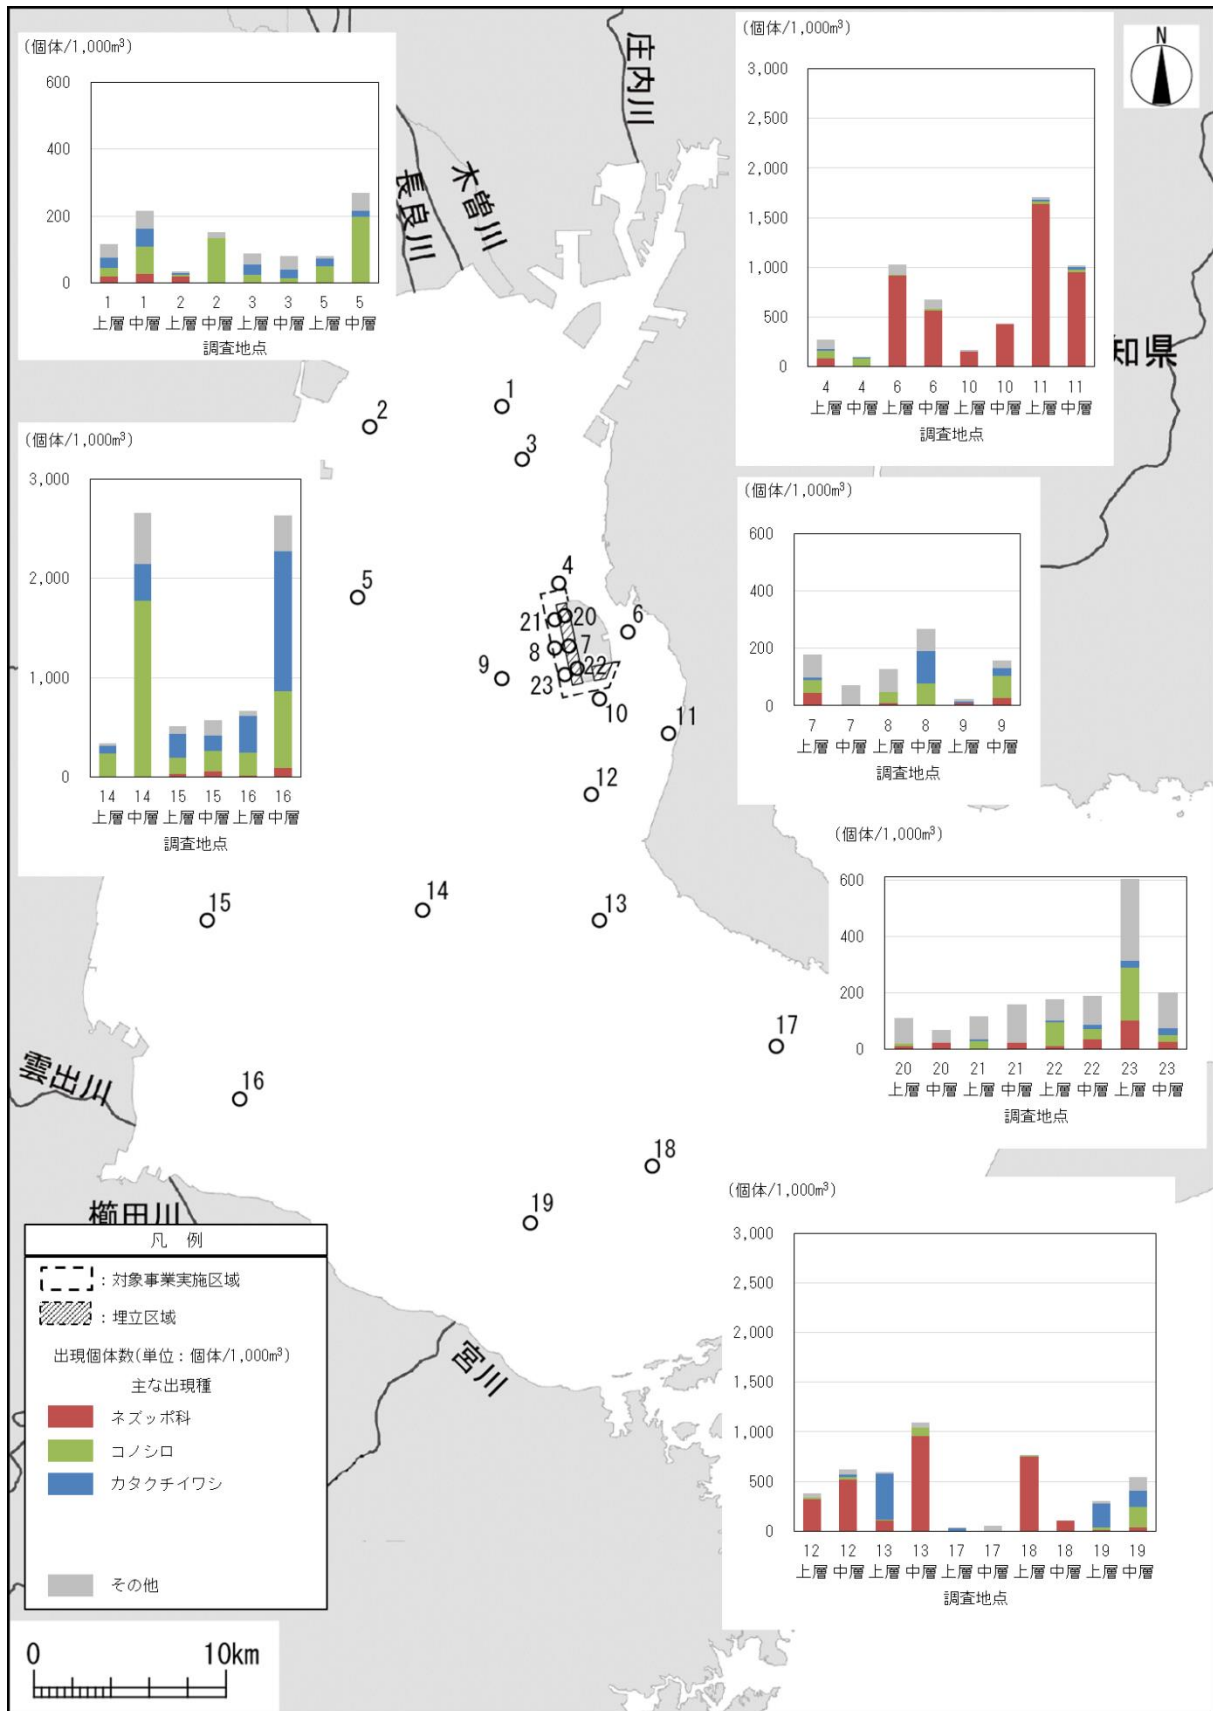 (個体/1,000m³)
600
400
200
0
1 1 2 2 3 3 5 5
上層 中層 上層 中層 上層 中層 上層 中層
調査地点
(個体/1,000m³)
3,000
2,500
2,000
1,500
1,000
500
0
4 4 6 6 10 10 11 11
上層 中層 上層 中層 上層 中層 上層 中層
調査地点
N
庄内川
木曽川
長良川
知県
(個体/1,000m³)
3,000
2,000
1,000
0
14 14 15 15 16 16
上層 中層 上層 中層 上層 中層
調査地点
(個体/1,000m³)
600
400
200
0
7 7 8 8 9 9
上層 中層 上層 中層 上層 中層
調査地点
1
2
3
4
5
20
21
6
7
8
22
9
23
10
11
12
13
14
15
16
17
18
19
(個体/1,000m³)
600
400
200
0
20 20 21 21 22 22 23 23
上層 中層 上層 中層 上層 中層 上層 中層
調査地点
雲出川
櫛田川
宮川
(個体/1,000m³)
3,000
2,500
2,000
1,500
1,000
500
0
12 12 13 13 17 17 18 18 19 19
上層 中層 上層 中層 上層 中層 上層 中層 上層 中層
調査地点
凡 例
：対象事業実施区域
：埋立区域
出現個体数(単位：個体/1,000m³)
主な出現種
ネズッポ科
コノシロ
カタクチイワシ
その他
0 10km